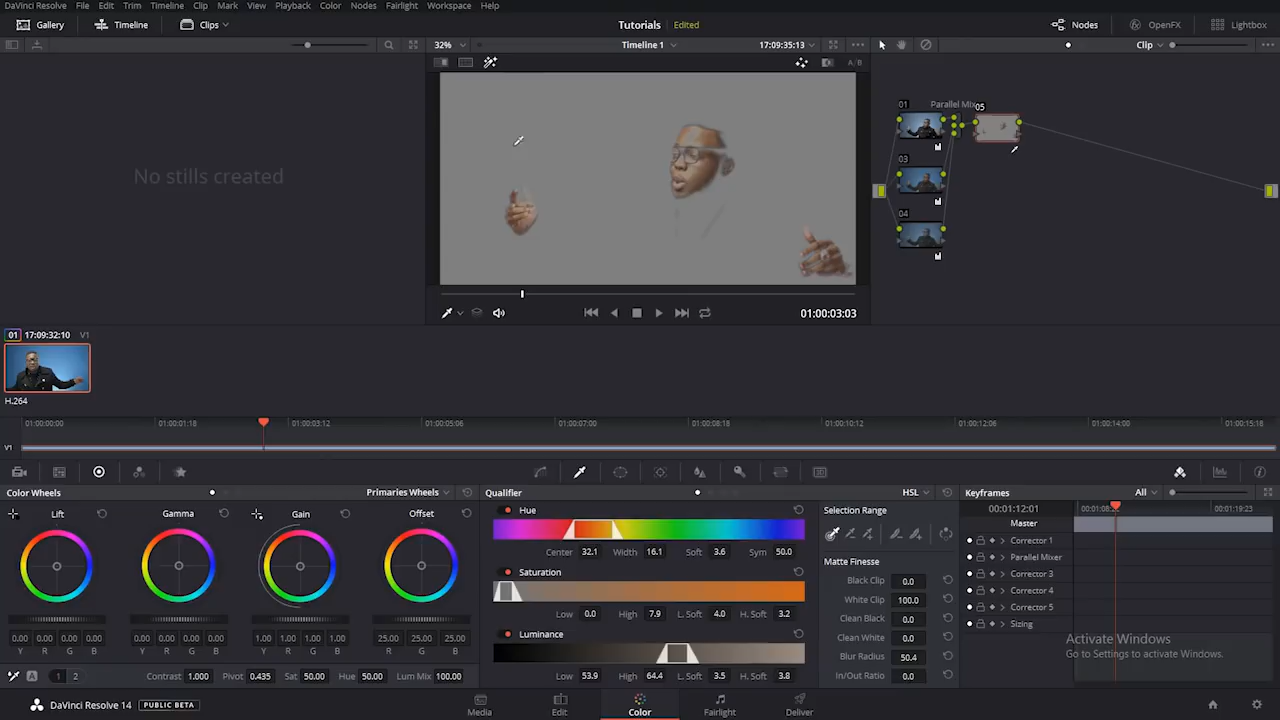 DaVinci Resolve File Edit Trim Timeline Clip Mark View Playback Color Nodes Fairlight Workspace Help
Gallery Timeline Clips Tutorials Edited Nodes OpenFX Lightbox
32% Timeline 1 17:09:35:13 Clip
A/B
No stills created
01 Parallel Mix 05
03
04
01:00:03:03
01 17:09:32:10 V1
H.264
01:00:00:00 01:00:01:18 01:00:03:12 01:00:05:06 01:00:07:00 01:00:08:18 01:00:10:12 01:00:12:06 01:00:14:00 01:00:15:18
V1
Color Wheels Primaries Wheels Qualifier HSL Keyframes All
Lift Gamma Gain Offset
Hue
Center 32.1 Width 16.1 Soft 3.6 Sym 50.0
Saturation
Low 0.0 High 7.9 L. Soft 4.0 H. Soft 3.2
Luminance
Low 53.9 High 64.4 L. Soft 3.5 H. Soft 3.8
0.00 0.00 0.00 0.00 0.00 0.00 0.00 0.00 1.00 1.00 1.00 1.00 25.00 25.00 25.00
Y R G B Y R G B Y R G B R G B
A 1 2 Contrast 1.000 Pivot 0.435 Sat 50.00 Hue 50.00 Lum Mix 100.00
Selection Range
Matte Finesse
Black Clip 0.0
White Clip 100.0
Clean Black 0.0
Clean White 0.0
Blur Radius 50.4
In/Out Ratio 0.0
00:01:12:01 01:00:08: 00:01:19:23
Master
Corrector 1
Parallel Mixer
Corrector 3
Corrector 4
Corrector 5
Sizing
Activate Windows
Go to Settings to activate Windows.
DaVinci Resolve 14 PUBLIC BETA Media Edit Color Fairlight Deliver